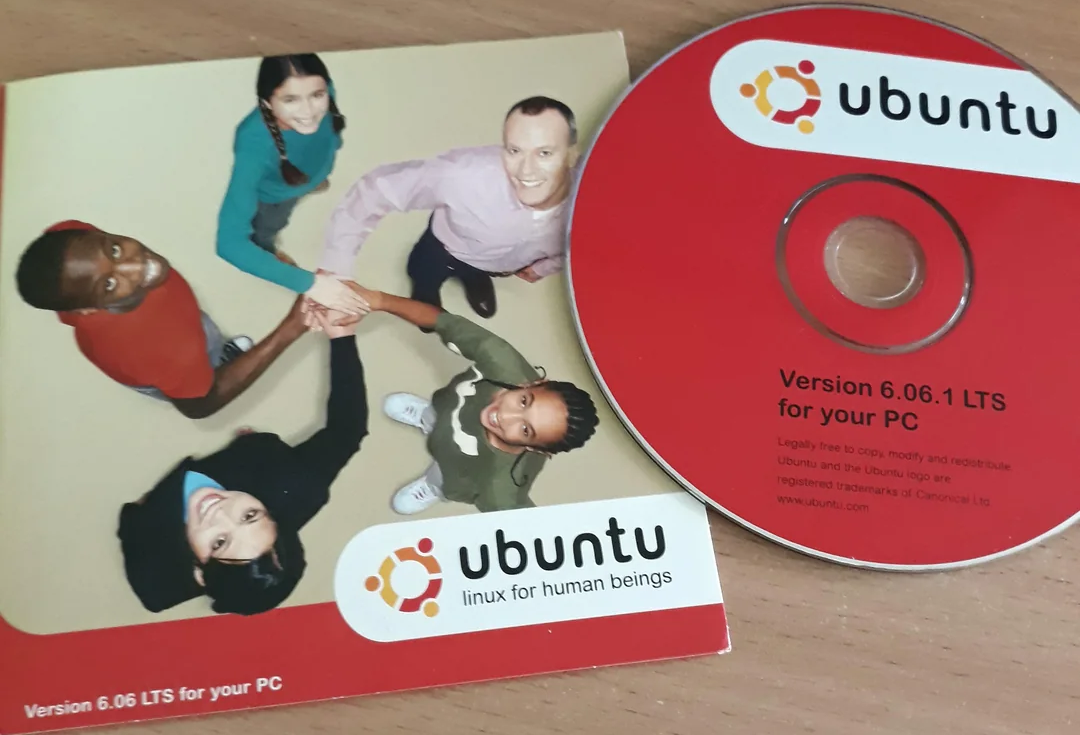 ubuntu
linux for human beings
Version 6.06 LTS for your PC
ubuntu
Version 6.06.1 LTS
for your PC
Legally free to copy, modify and redistribute.
Ubuntu and the Ubuntu logo are
registered trademarks of Canonical Ltd.
www.ubuntu.com